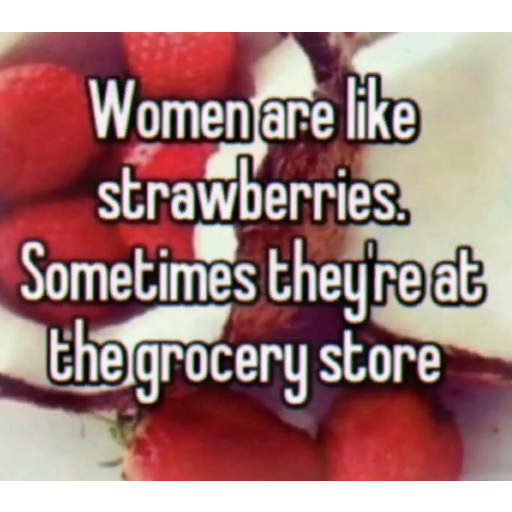 Women are like
strawberries.
Sometimes they're at
the grocery store